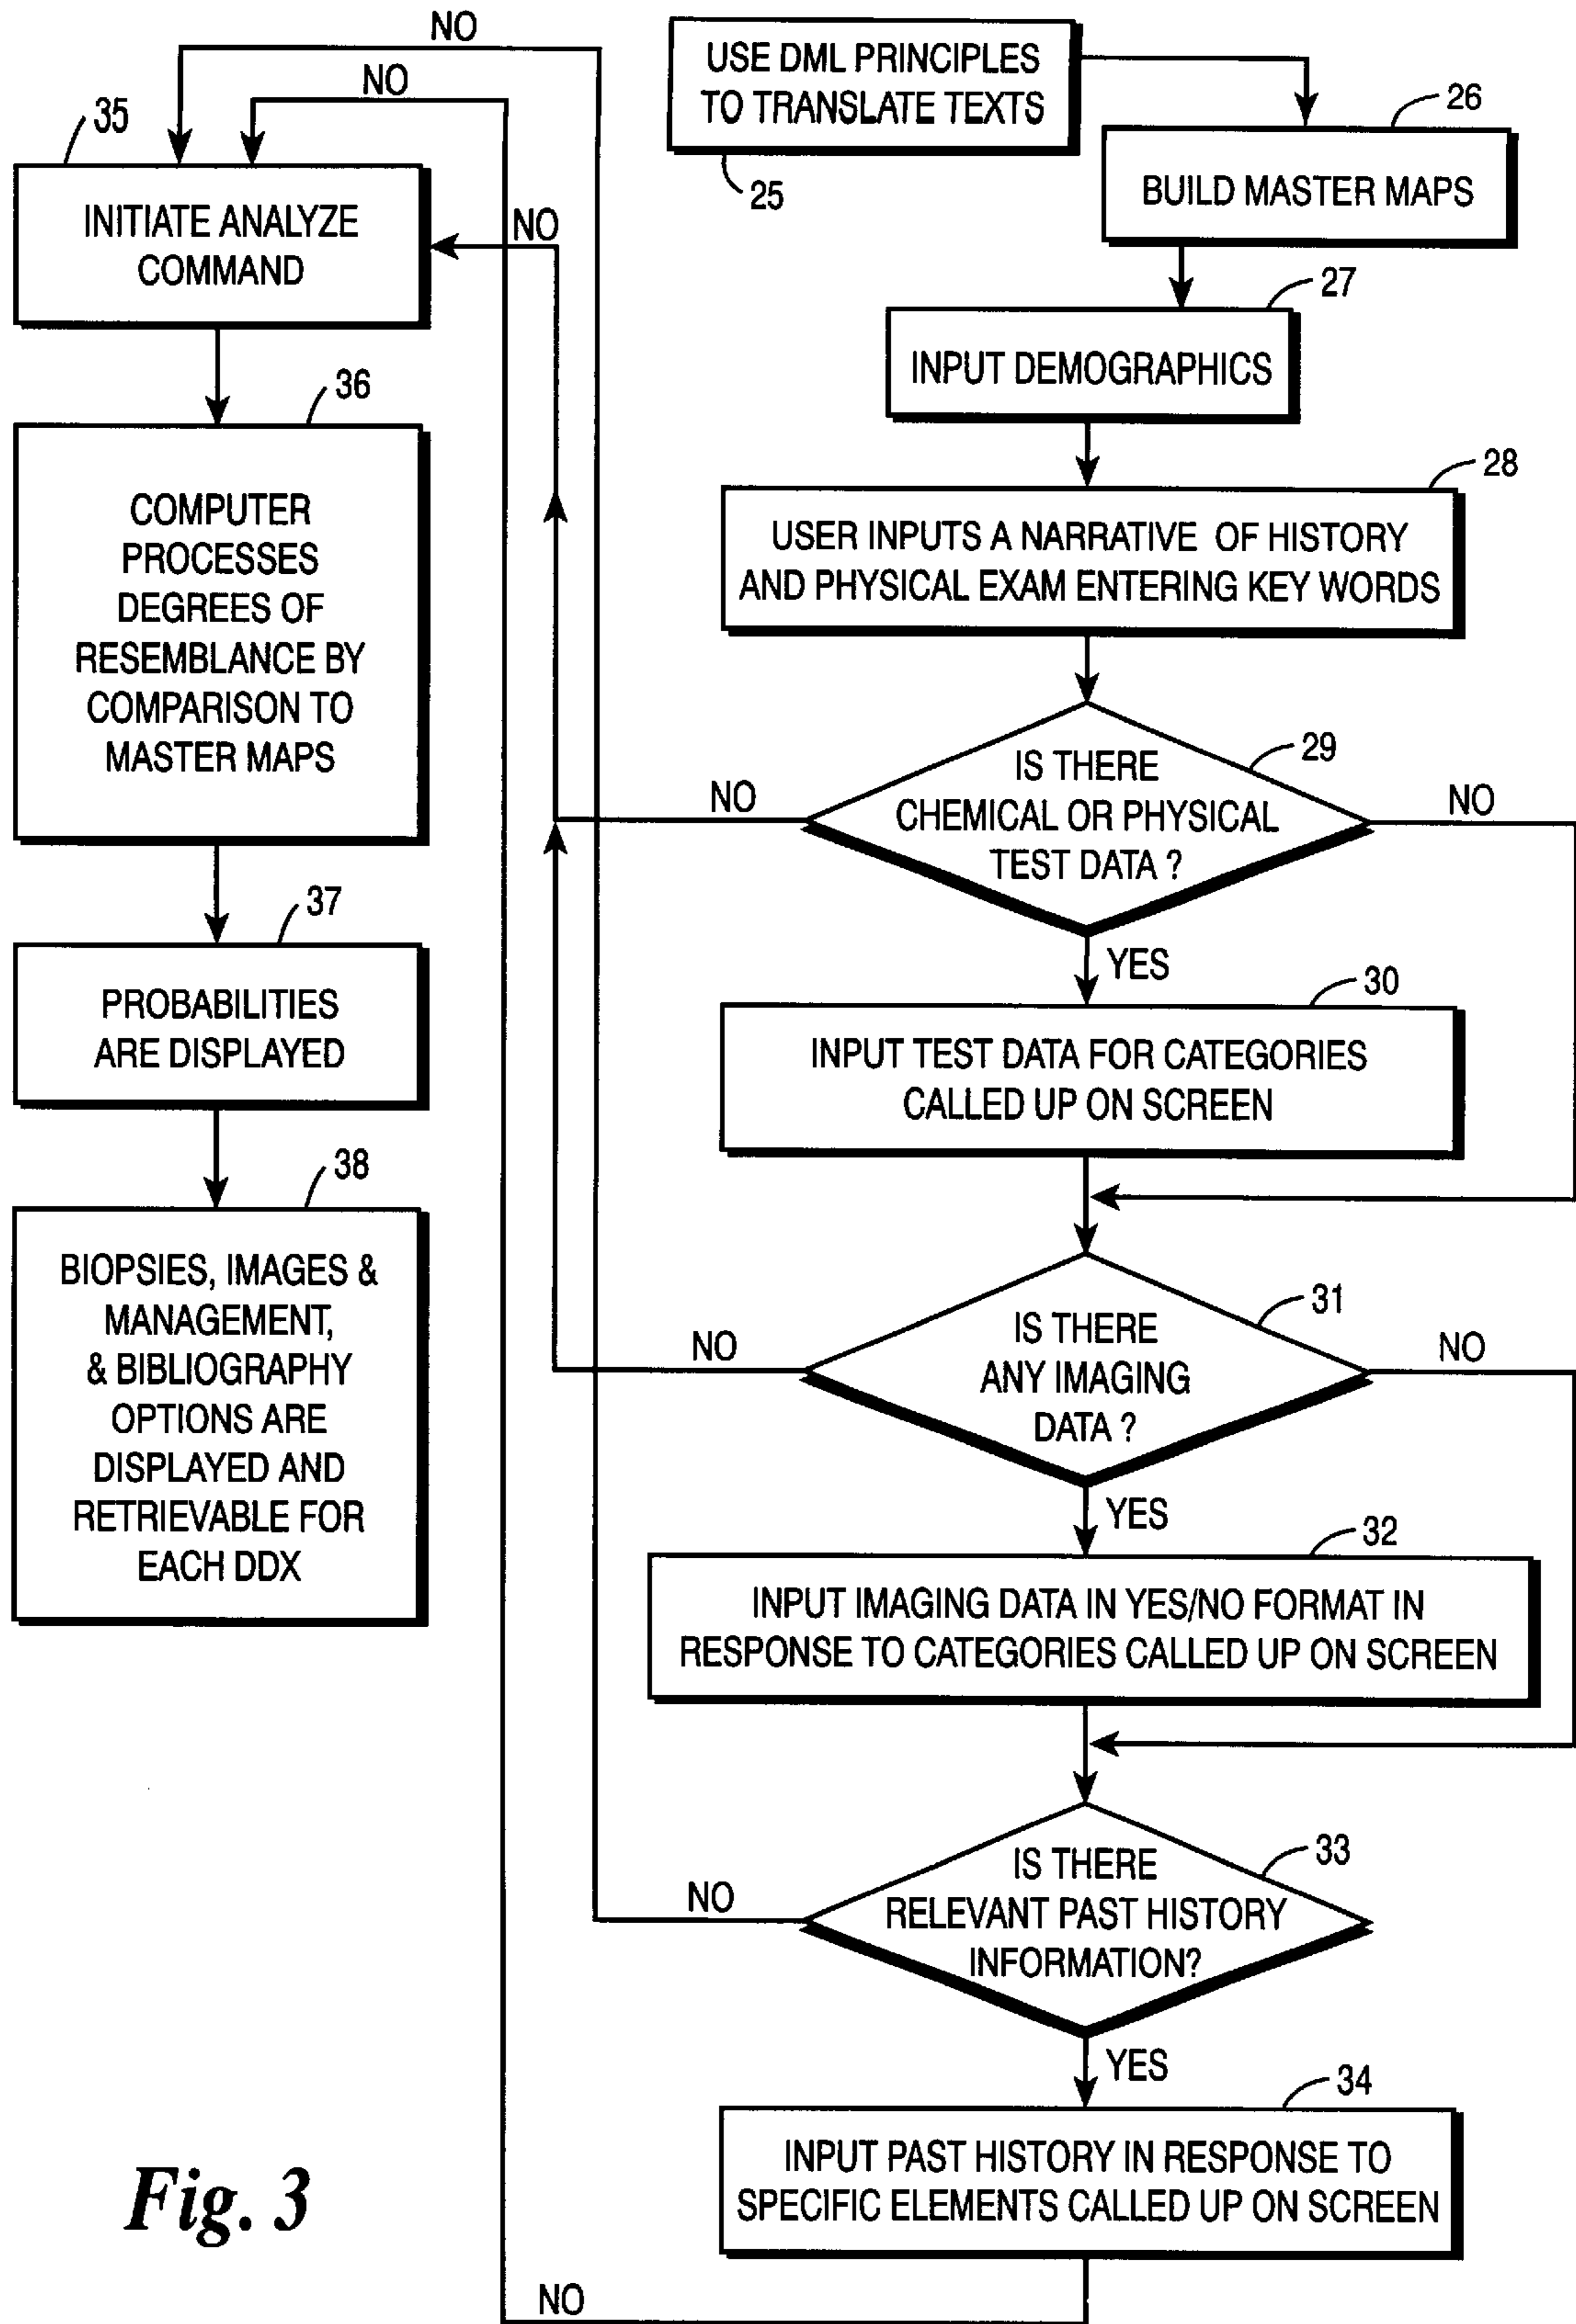 NO
NO
35
INITIATE ANALYZE
COMMAND
NO
36
COMPUTER
PROCESSES
DEGREES OF
RESEMBLANCE BY
COMPARISON TO
MASTER MAPS
37
PROBABILITIES
ARE DISPLAYED
38
BIOPSIES, IMAGES &
MANAGEMENT,
& BIBLIOGRAPHY
OPTIONS ARE
DISPLAYED AND
RETRIEVABLE FOR
EACH DDX
USE DML PRINCIPLES
TO TRANSLATE TEXTS
25
26
BUILD MASTER MAPS
27
INPUT DEMOGRAPHICS
28
USER INPUTS A NARRATIVE OF HISTORY
AND PHYSICAL EXAM ENTERING KEY WORDS
29
IS THERE
CHEMICAL OR PHYSICAL
TEST DATA ?
NO
NO
YES
30
INPUT TEST DATA FOR CATEGORIES
CALLED UP ON SCREEN
31
IS THERE
ANY IMAGING
DATA ?
NO
NO
YES
32
INPUT IMAGING DATA IN YES/NO FORMAT IN
RESPONSE TO CATEGORIES CALLED UP ON SCREEN
33
IS THERE
RELEVANT PAST HISTORY
INFORMATION?
NO
YES
34
INPUT PAST HISTORY IN RESPONSE TO
SPECIFIC ELEMENTS CALLED UP ON SCREEN
NO
Fig. 3